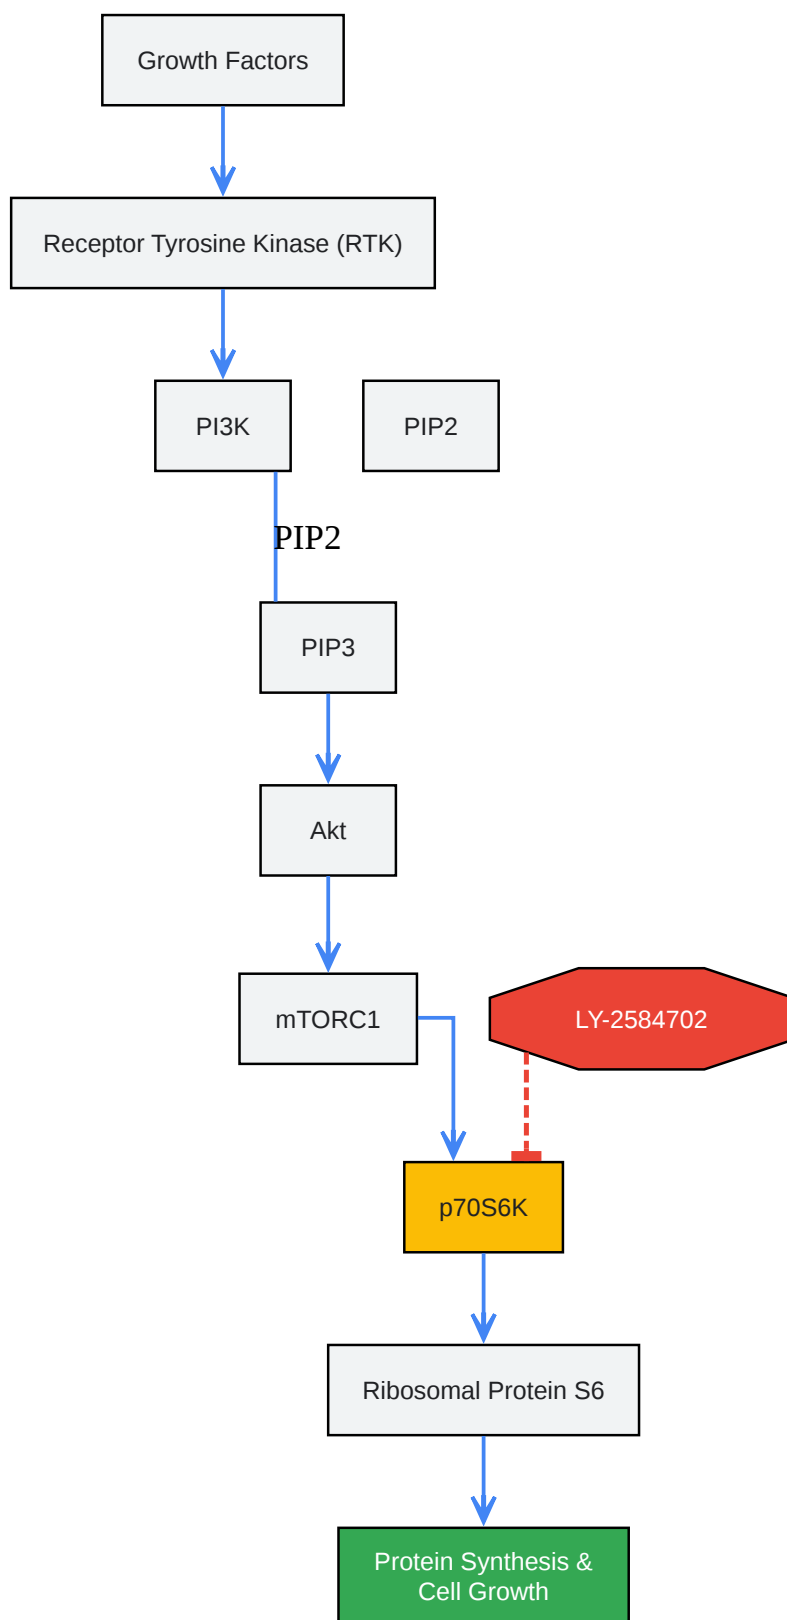 Growth Factors
Receptor Tyrosine Kinase (RTK)
PI3K
PIP2
PIP2
PIP3
Akt
mTORC1
LY-2584702
p70S6K
Ribosomal Protein S6
Protein Synthesis &
Cell Growth